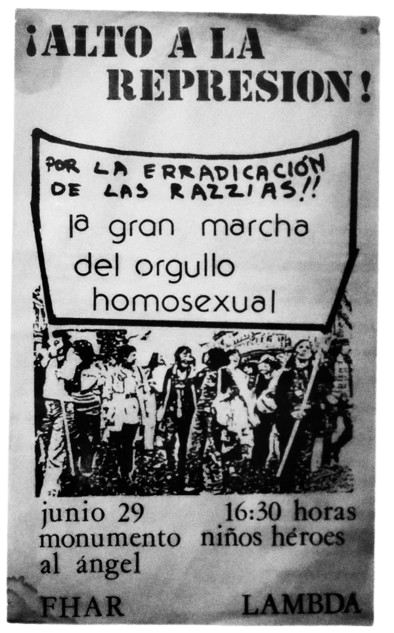 ¡ALTO A LA
REPRESION!
POR LA ERRADICACIÓN
DE LAS RAZZIAS!!
1ª gran marcha
del orgullo
homosexual
junio 29 16:30 horas
monumento niños héroes
al ángel
FHAR LAMBDA